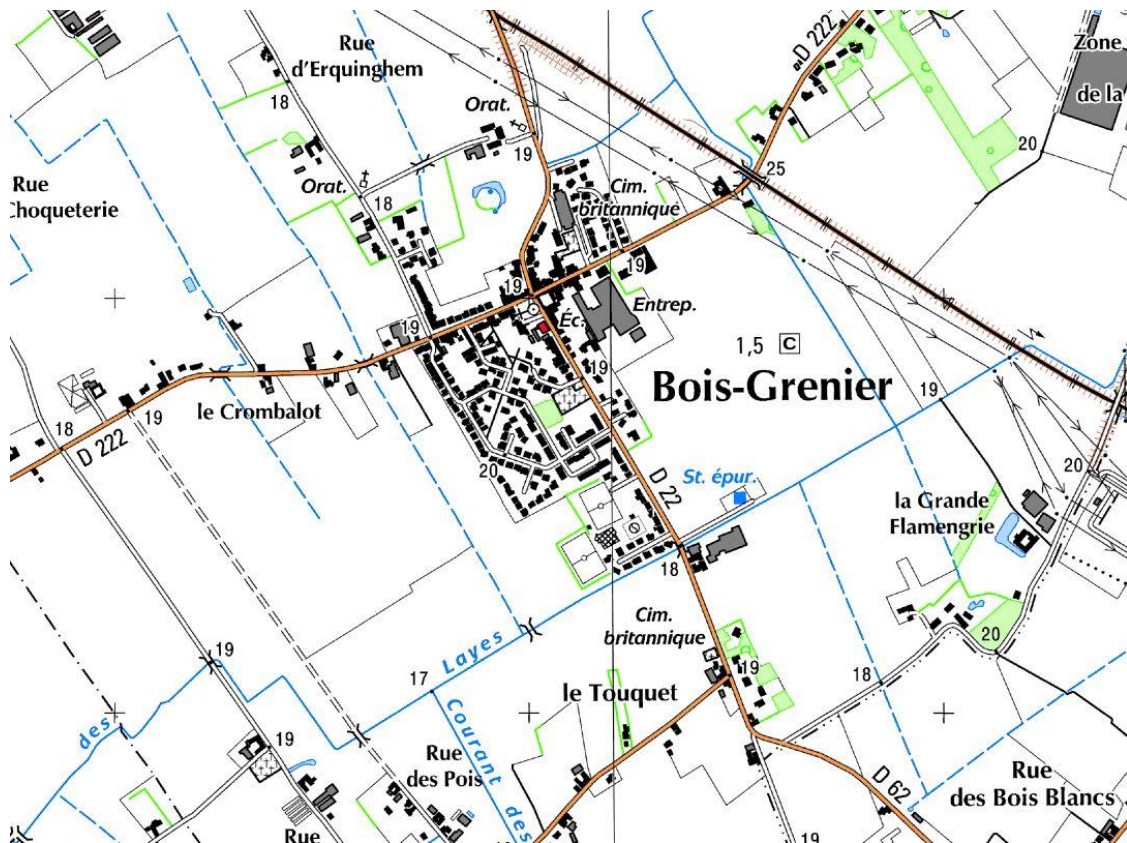 Rue
d'Erquinghem
D 222
Zone
de la
18
Orat.
19
20
25
Rue
Choqueterie
Orat.
18
Cim.
britannique
19
19
Entrep.
Éc.
19
1,5 C
19
Bois-Grenier
19
le Crombalot
19
18
D 222
20
D 22
St. épur.
20
la Grande
Flamengrie
18
Cim.
britannique
20
19
Layes
17
le Touquet
19
18
des
Courant des
19
Rue
des Pois
D 62
Rue
des Bois Blancs
Rue
19